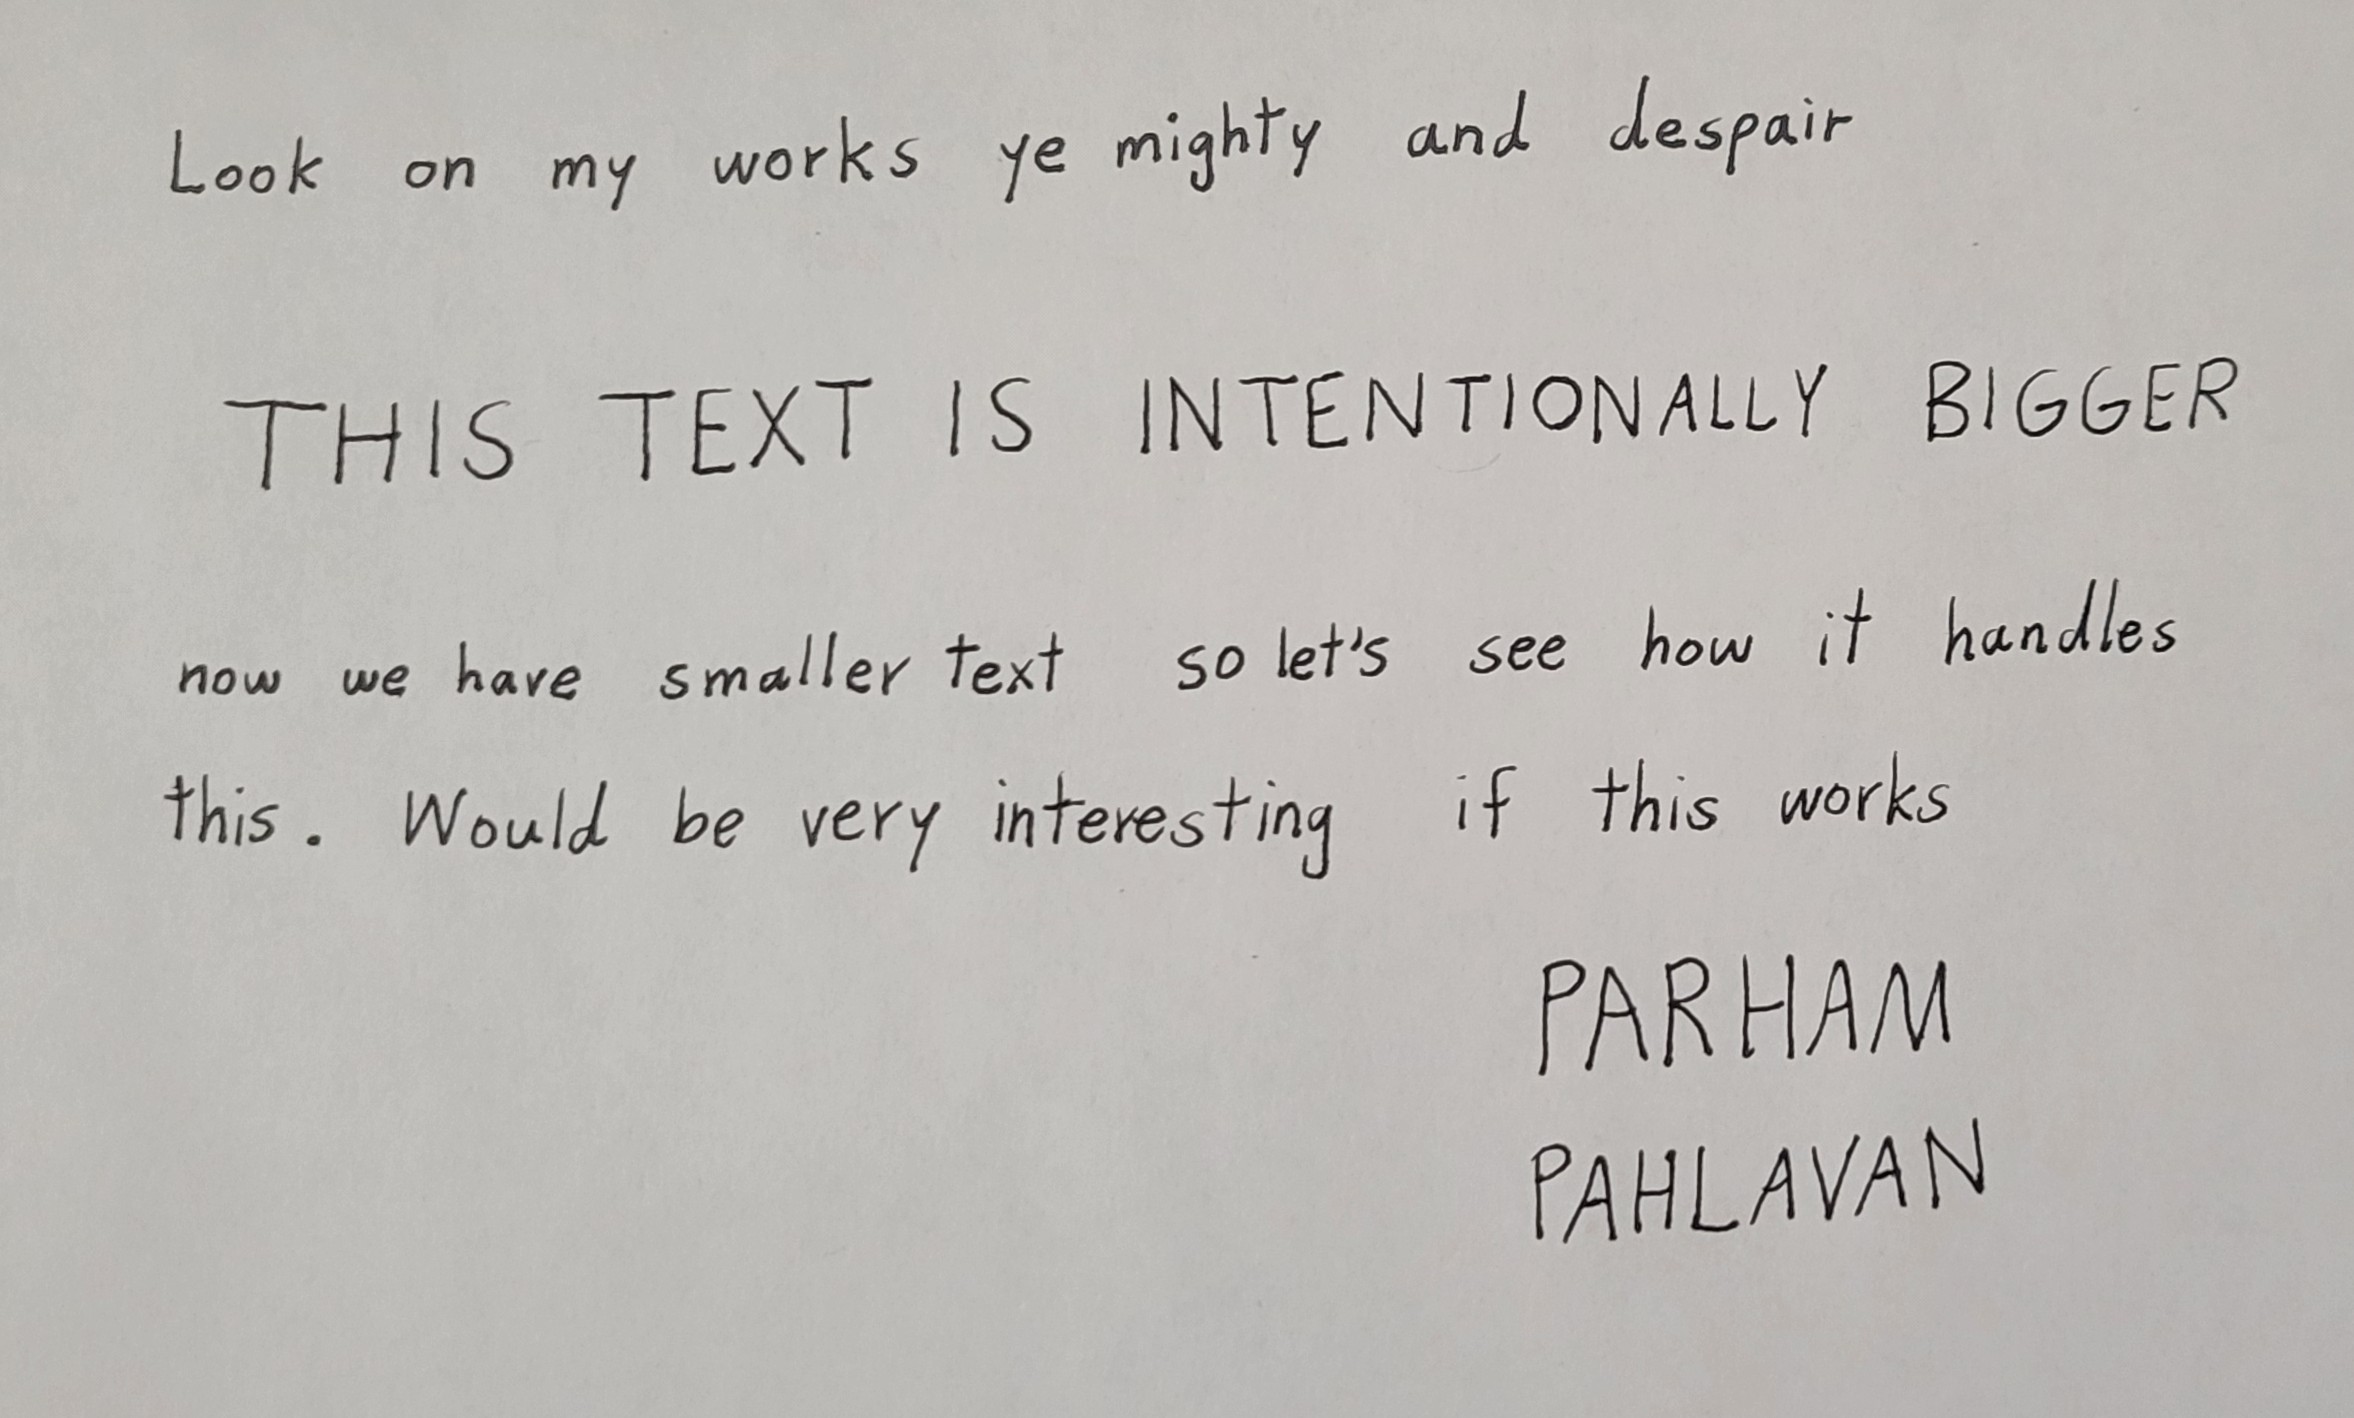 Look on my works ye mighty and despair
THIS TEXT IS INTENTIONALLY BIGGER
now we have smaller text so let's see how it handles
this. Would be very interesting if this works
PARHAM
PAHLAVAN